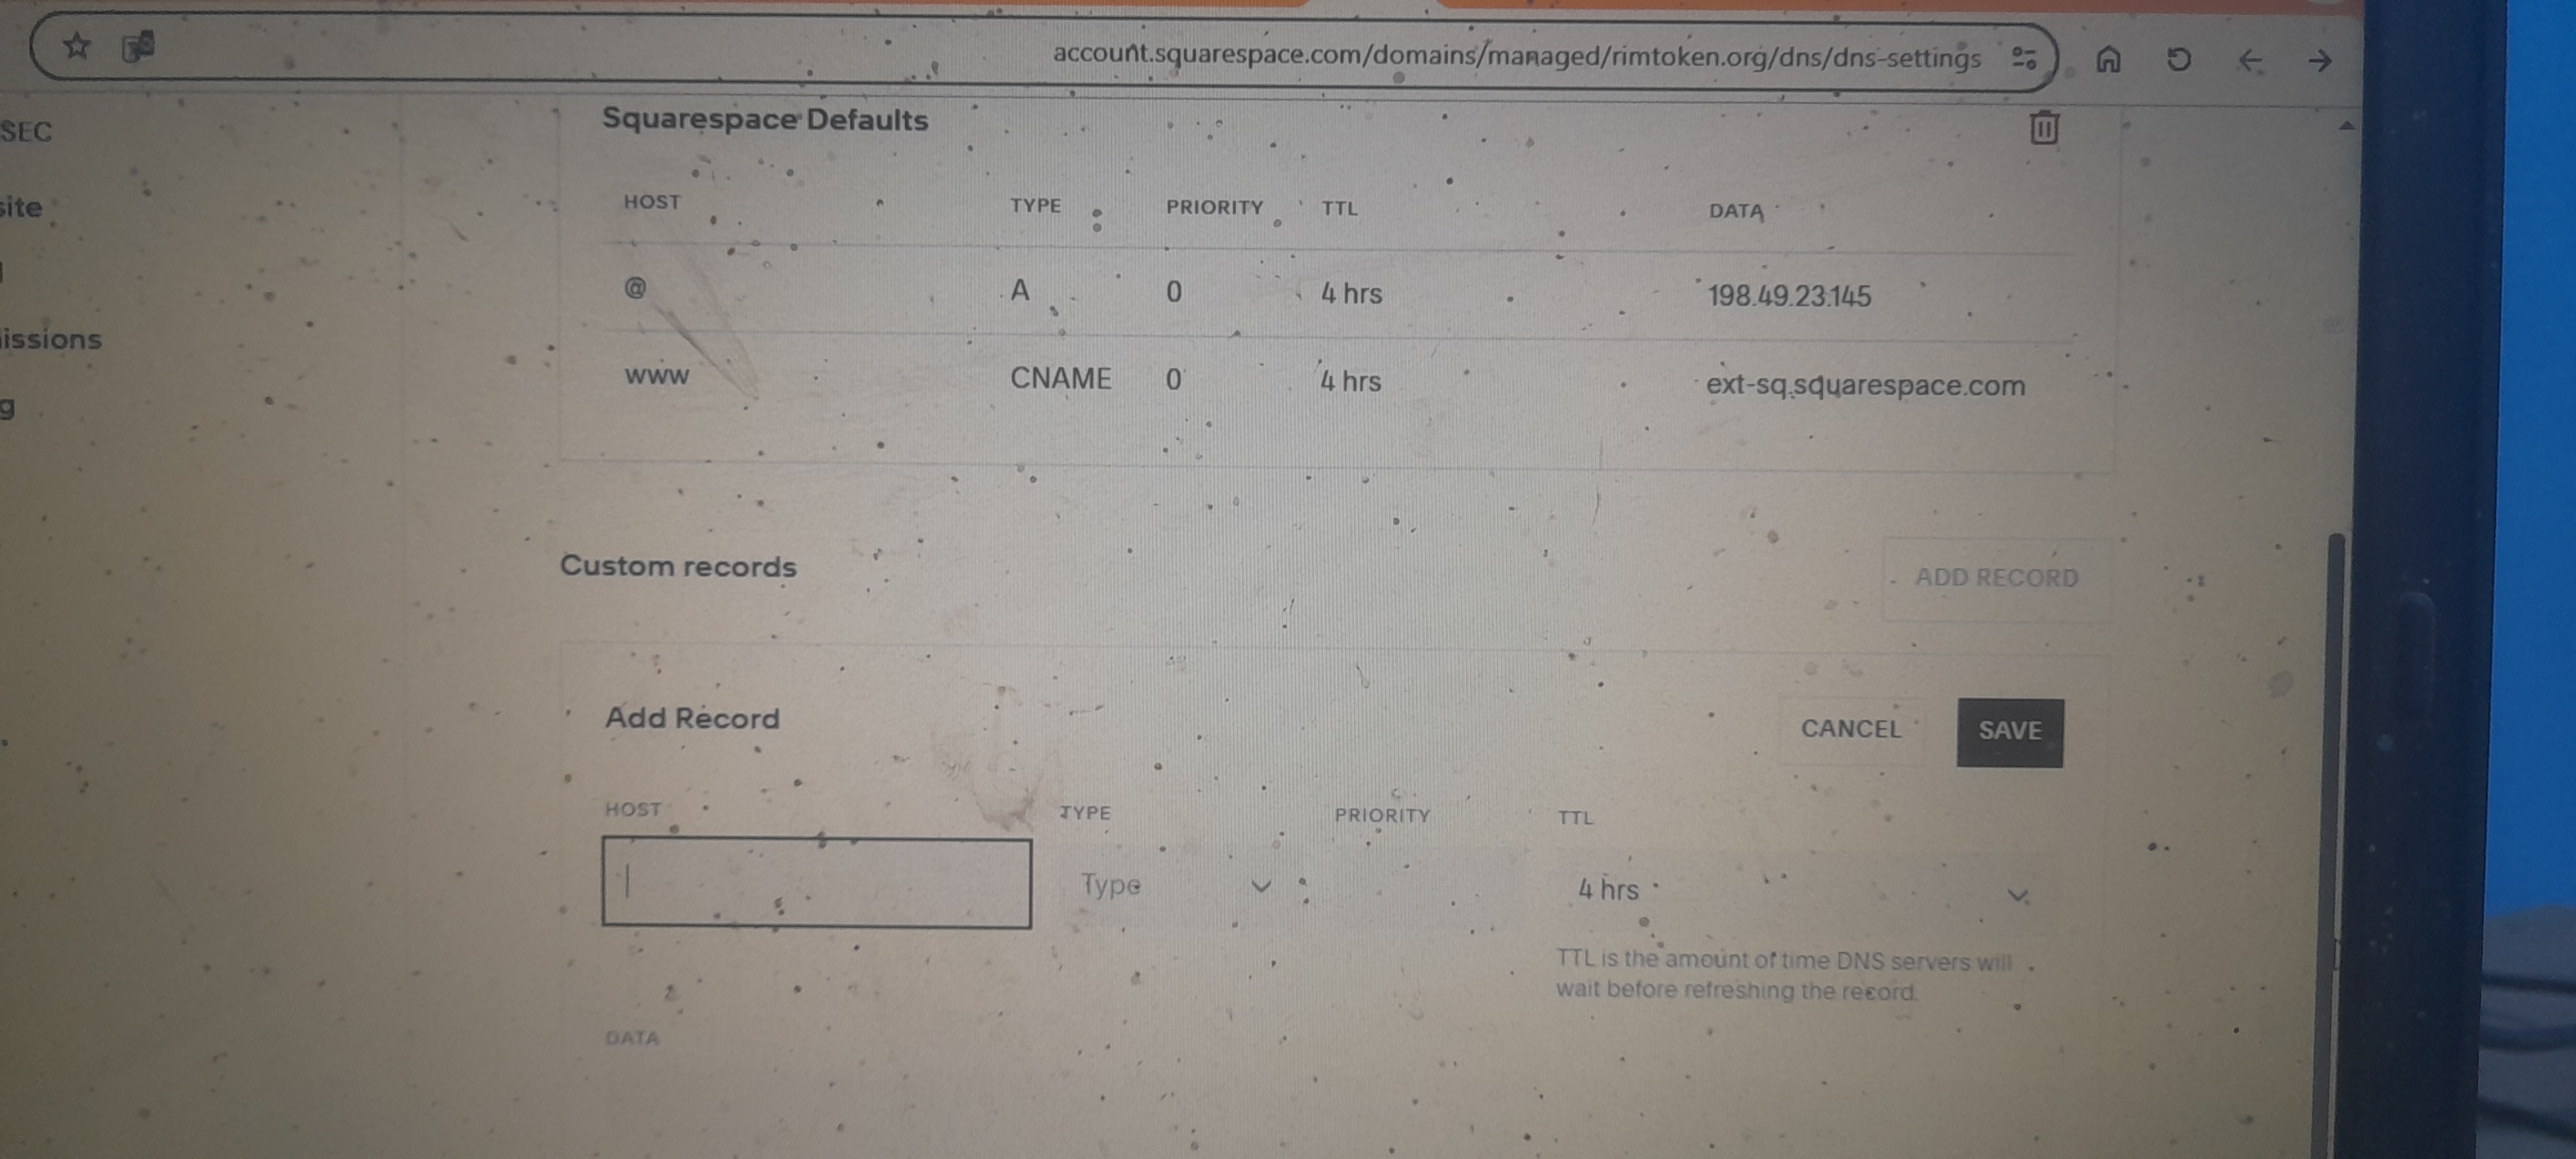 account.squarespace.com/domains/managed/rimtoken.org/dns/dns-settings
SEC
site
issions
g
Squarespace Defaults
HOST TYPE PRIORITY TTL DATA
@ A 0 4 hrs 198.49.23.145
www CNAME 0 4 hrs ext-sq.squarespace.com
Custom records
ADD RECORD
Add Record
CANCEL SAVE
HOST TYPE PRIORITY TTL
Type 4 hrs
TTL is the amount of time DNS servers will
wait before refreshing the record.
DATA